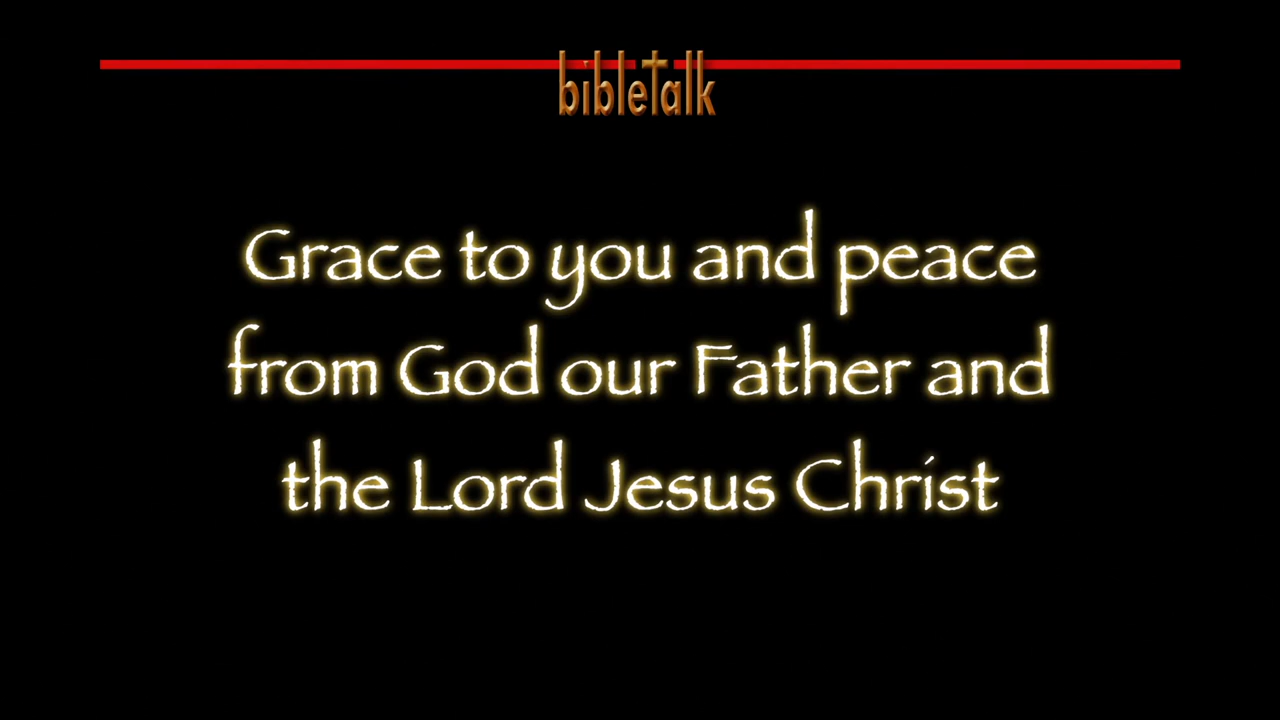 bibleTalk
Grace to you and peace
from God our Father and
the Lord Jesus Christ